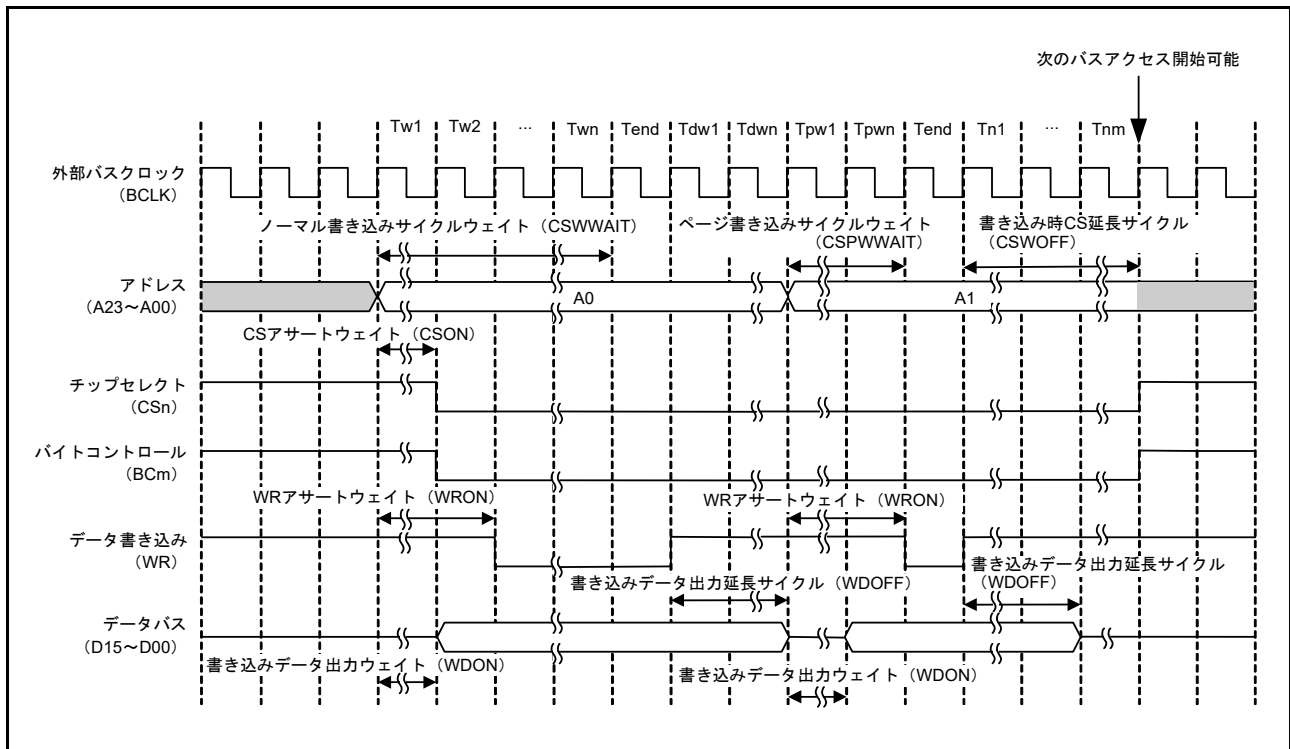 次のバスアクセス開始可能
Tw1 Tw2 ... Twn Tend Tdw1 Tdwn Tpw1 Tpwn Tend Tn1 ... Tnm
外部バスクロック
（BCLK）
ノーマル書き込みサイクルウェイト（CSWWAIT）
ページ書き込みサイクルウェイト
（CSPWWAIT）
書き込み時CS延長サイクル
（CSWOFF）
アドレス
（A23～A00）
A0
A1
CSアサートウェイト（CSON）
チップセレクト
（CSn）
バイトコントロール
（BCm）
WRアサートウェイト（WRON）
WRアサートウェイト（WRON）
データ書き込み
（WR）
書き込みデータ出力延長サイクル（WDOFF）
書き込みデータ出力延長サイクル
（WDOFF）
データバス
（D15～D00）
書き込みデータ出力ウェイト（WDON）
書き込みデータ出力ウェイト（WDON）